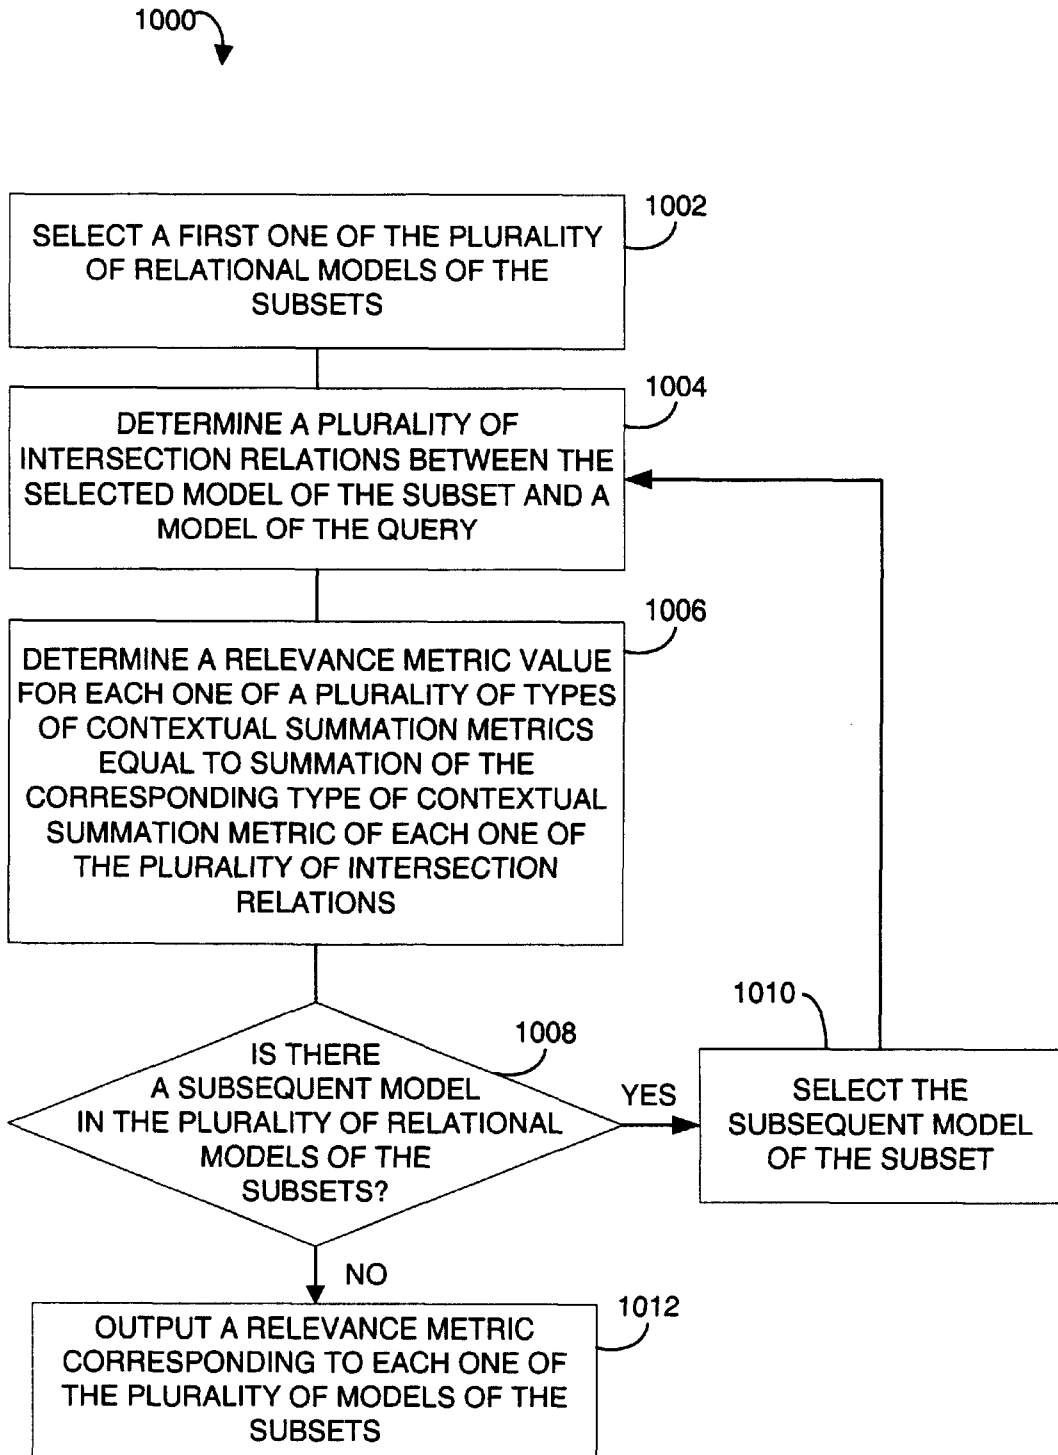 1000
1002
SELECT A FIRST ONE OF THE PLURALITY
OF RELATIONAL MODELS OF THE
SUBSETS
1004
DETERMINE A PLURALITY OF
INTERSECTION RELATIONS BETWEEN THE
SELECTED MODEL OF THE SUBSET AND A
MODEL OF THE QUERY
1006
DETERMINE A RELEVANCE METRIC VALUE
FOR EACH ONE OF A PLURALITY OF TYPES
OF CONTEXTUAL SUMMATION METRICS
EQUAL TO SUMMATION OF THE
CORRESPONDING TYPE OF CONTEXTUAL
SUMMATION METRIC OF EACH ONE OF
THE PLURALITY OF INTERSECTION
RELATIONS
1008
IS THERE
A SUBSEQUENT MODEL
IN THE PLURALITY OF RELATIONAL
MODELS OF THE
SUBSETS?
YES
1010
SELECT THE
SUBSEQUENT MODEL
OF THE SUBSET
NO
1012
OUTPUT A RELEVANCE METRIC
CORRESPONDING TO EACH ONE OF
THE PLURALITY OF MODELS OF THE
SUBSETS